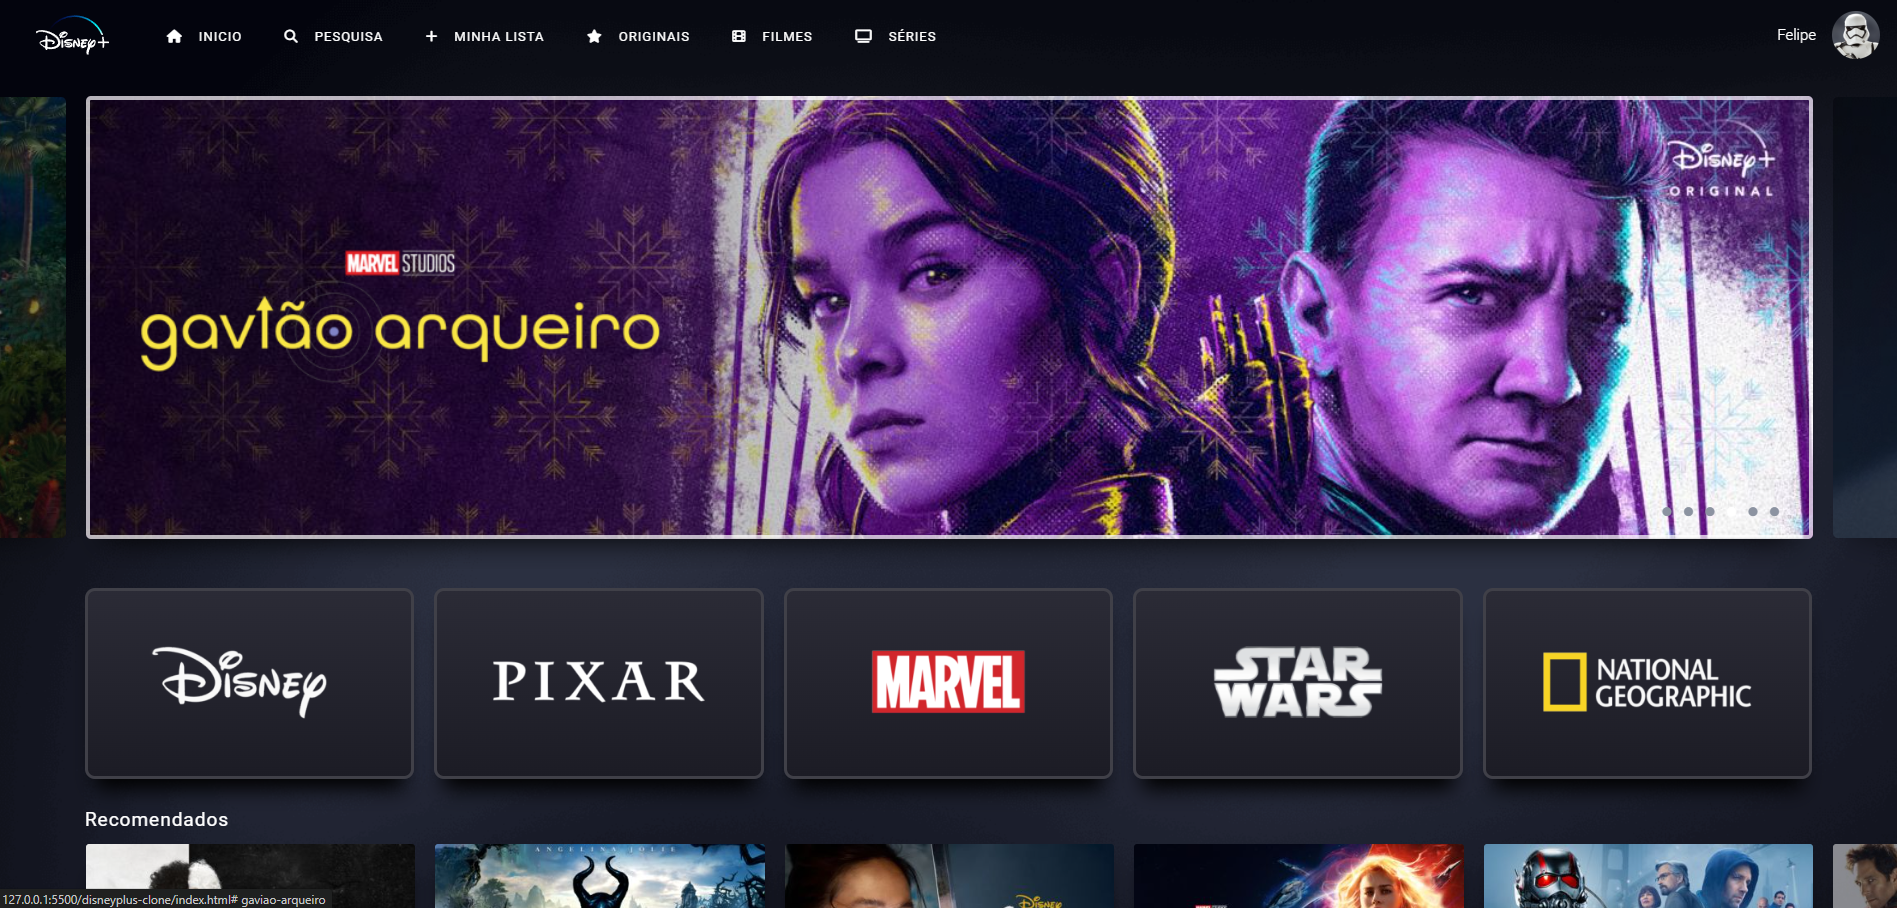 Disney+
INICIO
PESQUISA
MINHA LISTA
ORIGINAIS
FILMES
SÉRIES
Felipe
Disney+
ORIGINAL
MARVEL STUDIOS
gavião arqueiro
Disney
PIXAR
MARVEL
STAR WARS
NATIONAL
GEOGRAPHIC
Recomendados
ANGELINA JOLIE
Disney
127.0.0.1:5500/disneyplus-clone/index.html# gaviao-arqueiro